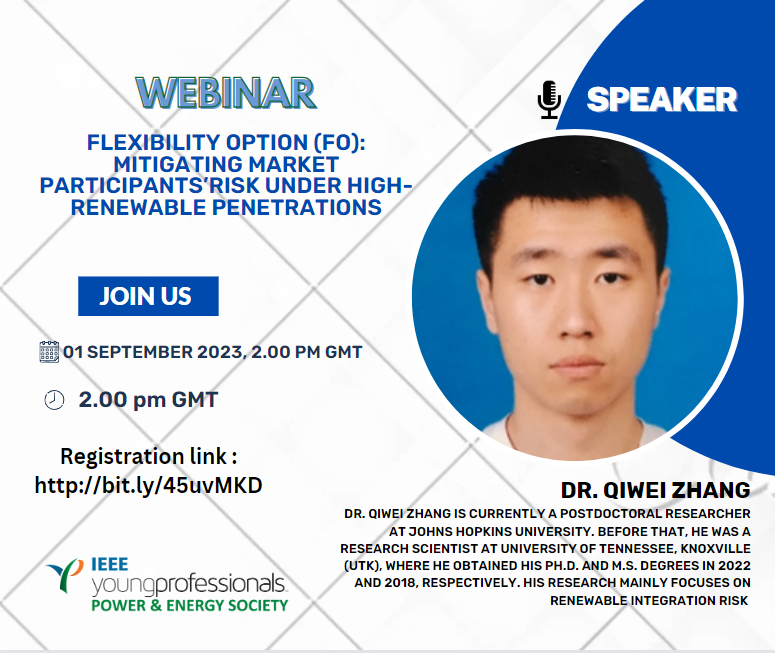 WEBINAR
FLEXIBILITY OPTION (FO):
MITIGATING MARKET
PARTICIPANTS'RISK UNDER HIGH-
RENEWABLE PENETRATIONS
JOIN US
01 SEPTEMBER 2023, 2.00 PM GMT
2.00 pm GMT
Registration link :
http://bit.ly/45uvMKD
IEEE
youngprofessionals
POWER & ENERGY SOCIETY
SPEAKER
DR. QIWEI ZHANG
DR. QIWEI ZHANG IS CURRENTLY A POSTDOCTORAL RESEARCHER
AT JOHNS HOPKINS UNIVERSITY. BEFORE THAT, HE WAS A
RESEARCH SCIENTIST AT UNIVERSITY OF TENNESSEE, KNOXVILLE
(UTK), WHERE HE OBTAINED HIS PH.D. AND M.S. DEGREES IN 2022
AND 2018, RESPECTIVELY. HIS RESEARCH MAINLY FOCUSES ON
RENEWABLE INTEGRATION RISK